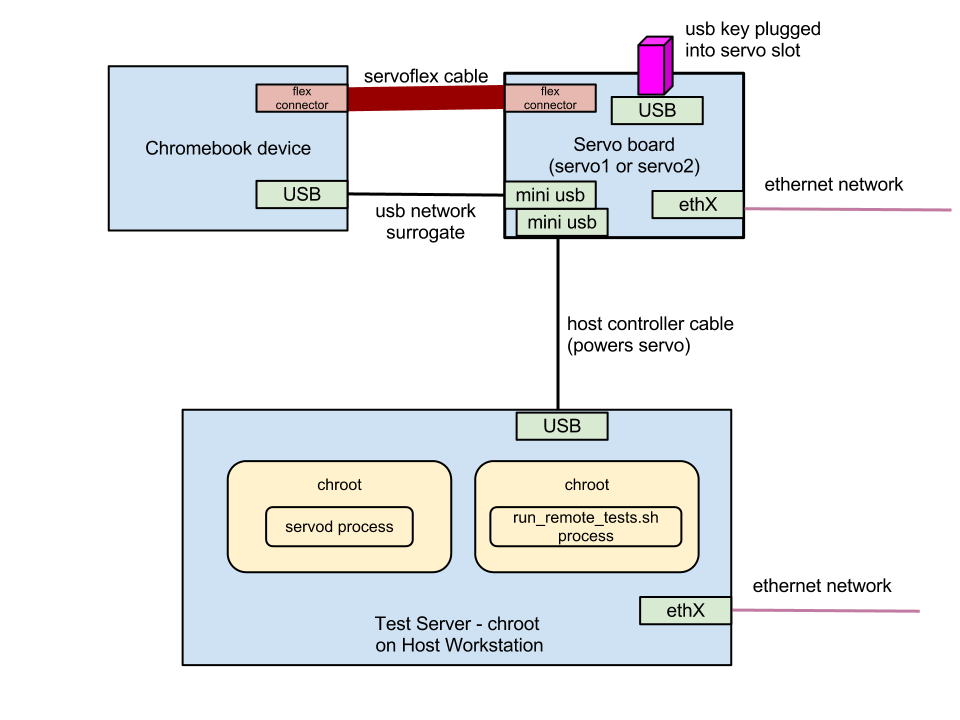 usb key plugged
into servo slot
servoflex cable
flex
connector
flex
connector
USB
Chromebook device
Servo board
(servo1 or servo2)
USB
mini usb
mini usb
ethX
ethernet network
usb network
surrogate
host controller cable
(powers servo)
USB
chroot
servod process
chroot
run_remote_tests.sh
process
ethernet network
ethX
Test Server - chroot
on Host Workstation